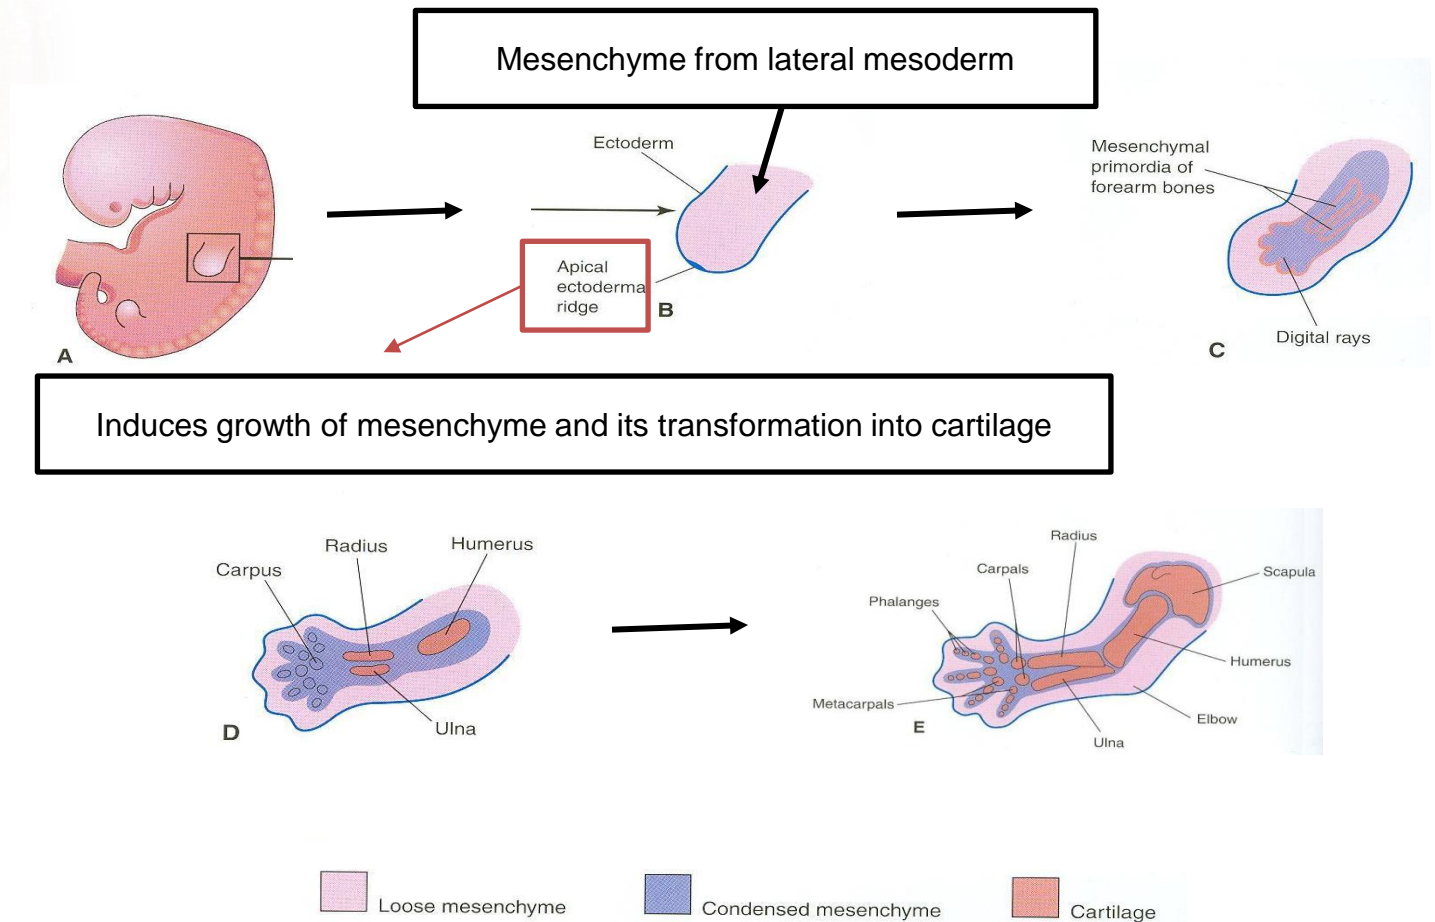 Mesenchyme from lateral mesoderm
Ectoderm
Apical
ectoderma
ridge
A
B
Mesenchymal
primordia of
forearm bones
Digital rays
C
Induces growth of mesenchyme and its transformation into cartilage
Radius
Humerus
Carpus
Ulna
D
Radius
Carpals
Scapula
Phalanges
Humerus
Metacarpals
Elbow
Ulna
E
Loose mesenchyme
Condensed mesenchyme
Cartilage